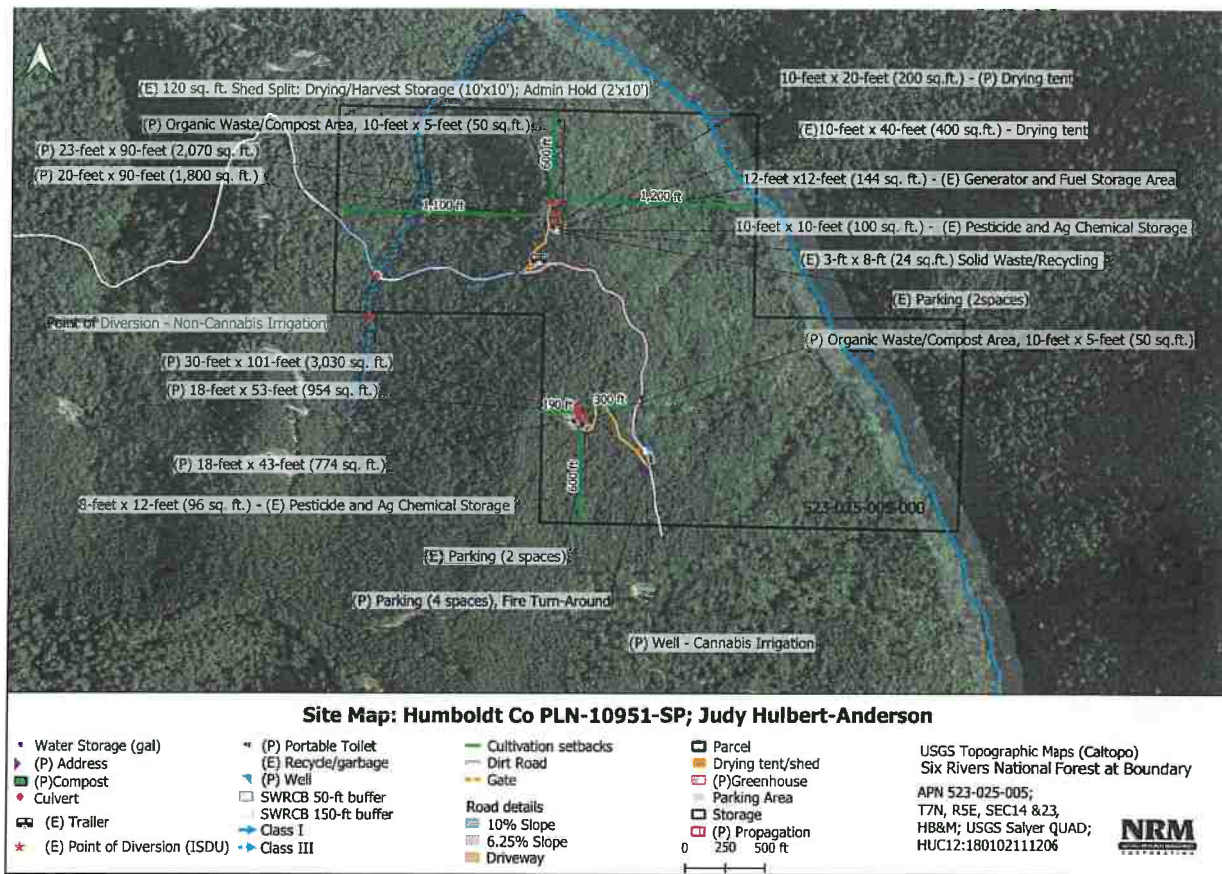 (E) 120 sq. ft. Shed Split: Drying/Harvest Storage (10'x10'); Admin Hold (2'x10')
(P) Organic Waste/Compost Area, 10-feet x 5-feet (50 sq.ft.)
(P) 23-feet x 90-feet (2,070 sq. ft.)
(P) 20-feet x 90-feet (1,800 sq. ft.)
10-feet x 20-feet (200 sq.ft.) - (P) Drying tent
(E)10-feet x 40-feet (400 sq.ft.) - Drying tent
12-feet x12-feet (144 sq. ft.) - (E) Generator and Fuel Storage Area
10-feet x 10-feet (100 sq. ft.) - (E) Pesticide and Ag Chemical Storage
(E) 3-ft x 8-ft (24 sq.ft.) Solid Waste/Recycling
(E) Parking (2spaces)
(P) Organic Waste/Compost Area, 10-feet x 5-feet (50 sq.ft.)
600 ft
1,100 ft
1,200 ft
Point of Diversion - Non-Cannabis Irrigation
(P) 30-feet x 101-feet (3,030 sq. ft.)
(P) 18-feet x 53-feet (954 sq. ft.)
190 ft
300 ft
600 ft
(P) 18-feet x 43-feet (774 sq. ft.)
8-feet x 12-feet (96 sq. ft.) - (E) Pesticide and Ag Chemical Storage
523-025-005-000
(E) Parking (2 spaces)
(P) Parking (4 spaces), Fire Turn-Around
(P) Well - Cannabis Irrigation
Site Map: Humboldt Co PLN-10951-SP; Judy Hulbert-Anderson
Water Storage (gal)
(P) Address
(P)Compost
Culvert
(E) Trailer
(E) Point of Diversion (ISDU)
(P) Portable Toilet
(E) Recycle/garbage
(P) Well
SWRCB 50-ft buffer
SWRCB 150-ft buffer
Class I
Class III
Cultivation setbacks
Dirt Road
Gate
Road details
10% Slope
6.25% Slope
Driveway
Parcel
Drying tent/shed
(P)Greenhouse
Parking Area
Storage
(P) Propagation
0 250 500 ft
USGS Topographic Maps (Caltopo)
Six Rivers National Forest at Boundary
APN 523-025-005;
T7N, R5E, SEC14 &23,
HB&M; USGS Salyer QUAD;
HUC12:180102111206
NRM
CORPORATION